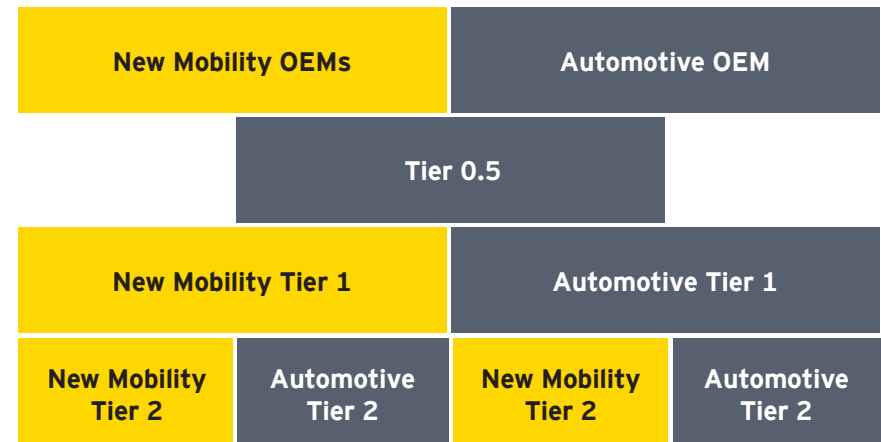 New Mobility OEMs
Automotive OEM
Tier 0.5
New Mobility Tier 1
Automotive Tier 1
New Mobility
Tier 2
Automotive
Tier 2
New Mobility
Tier 2
Automotive
Tier 2